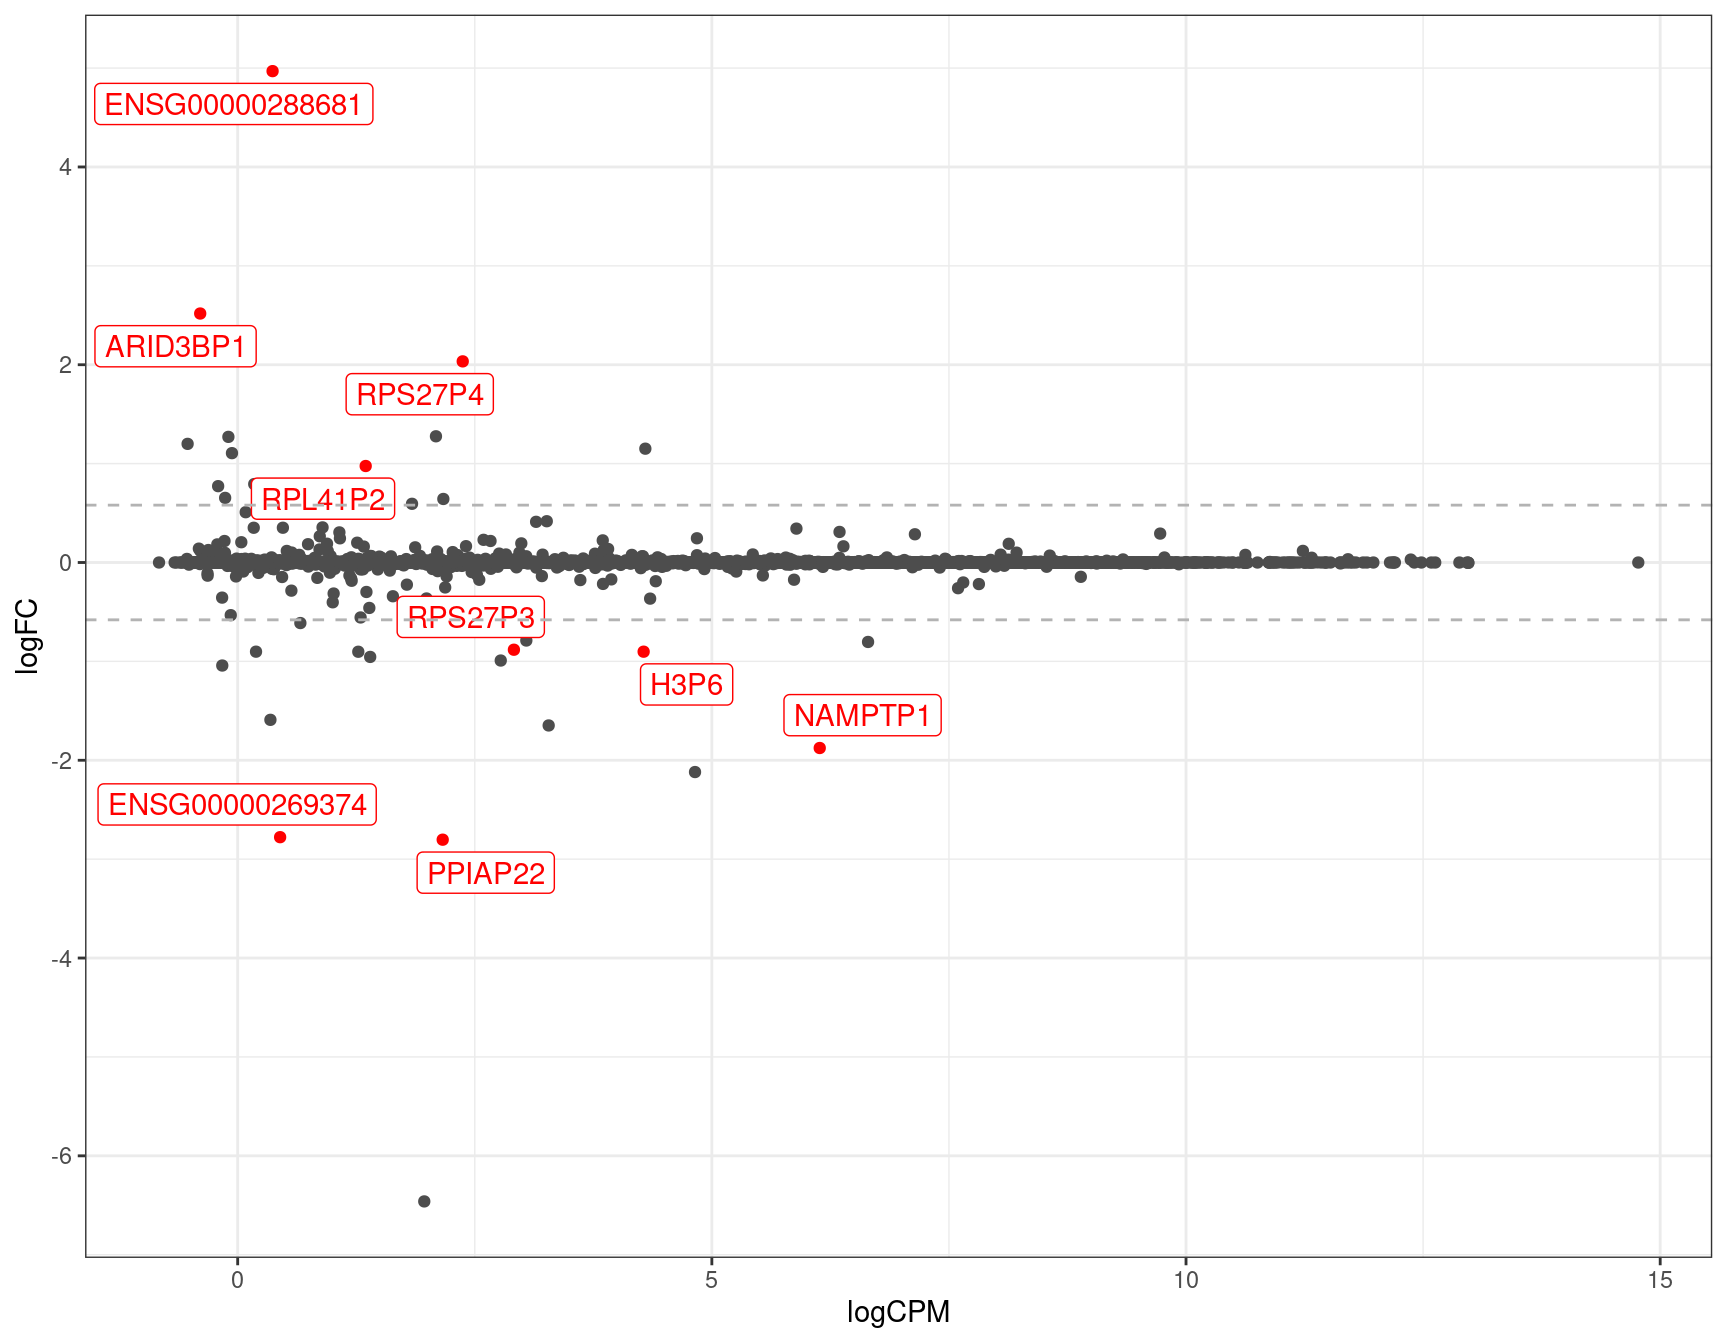 ENSG00000288681
4
ARID3BP1
2
RPS27P4
RPL41P2
0
RPS27P3
logFC
H3P6
NAMPTP1
-2
ENSG00000269374
PPIAP22
-4
-6
0
5
10
15
logCPM